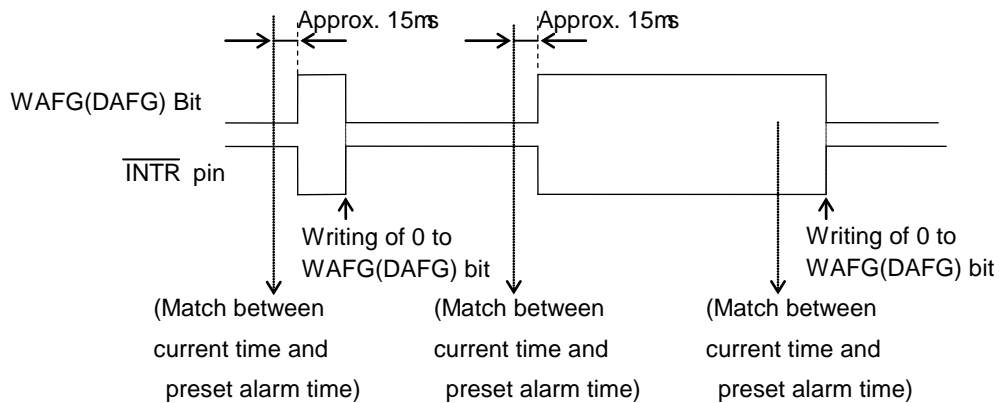 Approx. 15ms
Approx. 15ms
WAFG(DAFG) Bit
INTR pin
Writing of 0 to
WAFG(DAFG) bit
Writing of 0 to
WAFG(DAFG) bit
(Match between
current time and
preset alarm time)
(Match between
current time and
preset alarm time)
(Match between
current time and
preset alarm time)